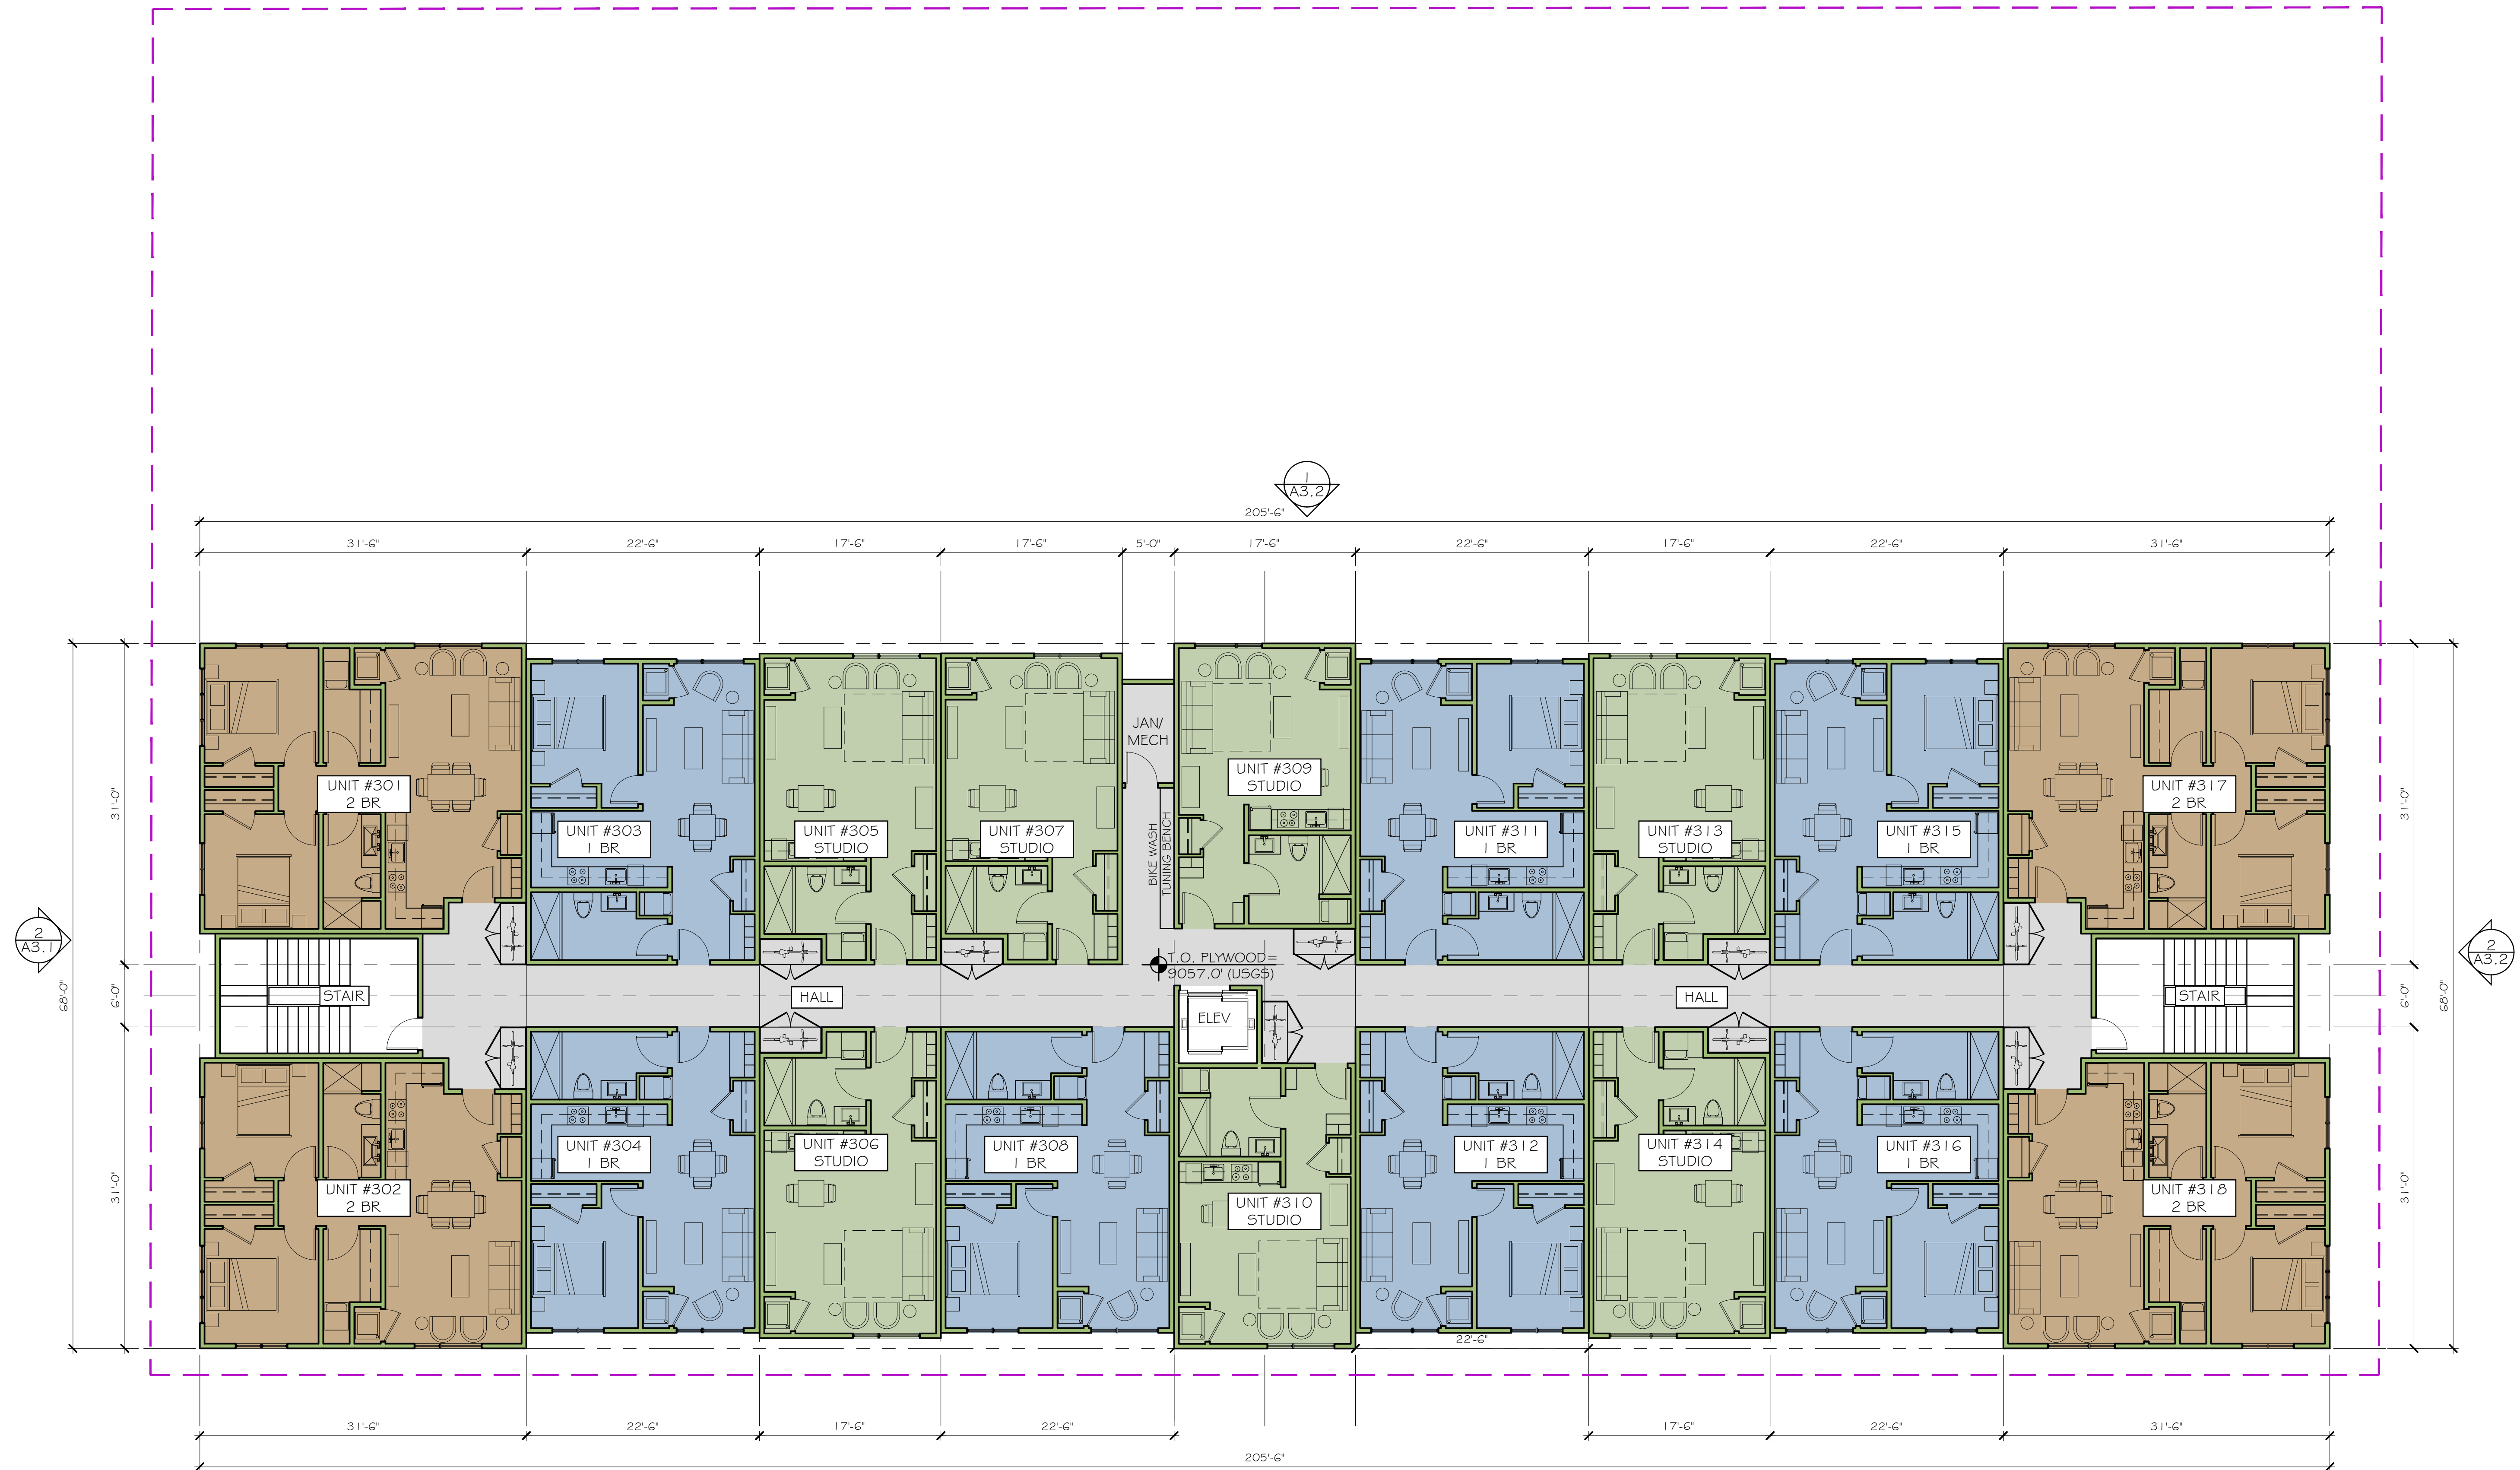 1
A3.2
205'-6"
31'-6"
22'-6"
17'-6"
17'-6"
5'-0"
17'-6"
22'-6"
17'-6"
22'-6"
31'-6"
JAN/
MECH
UNIT #309
STUDIO
UNIT #301
2 BR
UNIT #317
2 BR
31'-0"
31'-0"
UNIT #303
1 BR
UNIT #305
STUDIO
UNIT #307
STUDIO
BIKE WASH
TUNING BENCH
UNIT #311
1 BR
UNIT #313
STUDIO
UNIT #315
1 BR
2
A3.1
2
A3.2
T.O. PLYWOOD=
9057.0' (USGS)
68'-0"
6'-0"
STAIR
HALL
ELEV
HALL
STAIR
6'-0"
68'-0"
UNIT #304
1 BR
UNIT #306
STUDIO
UNIT #308
1 BR
UNIT #312
1 BR
UNIT #314
STUDIO
UNIT #316
1 BR
31'-0"
UNIT #302
2 BR
UNIT #310
STUDIO
UNIT #318
2 BR
31'-0"
22'-6"
31'-6"
22'-6"
17'-6"
22'-6"
17'-6"
22'-6"
31'-6"
205'-6"